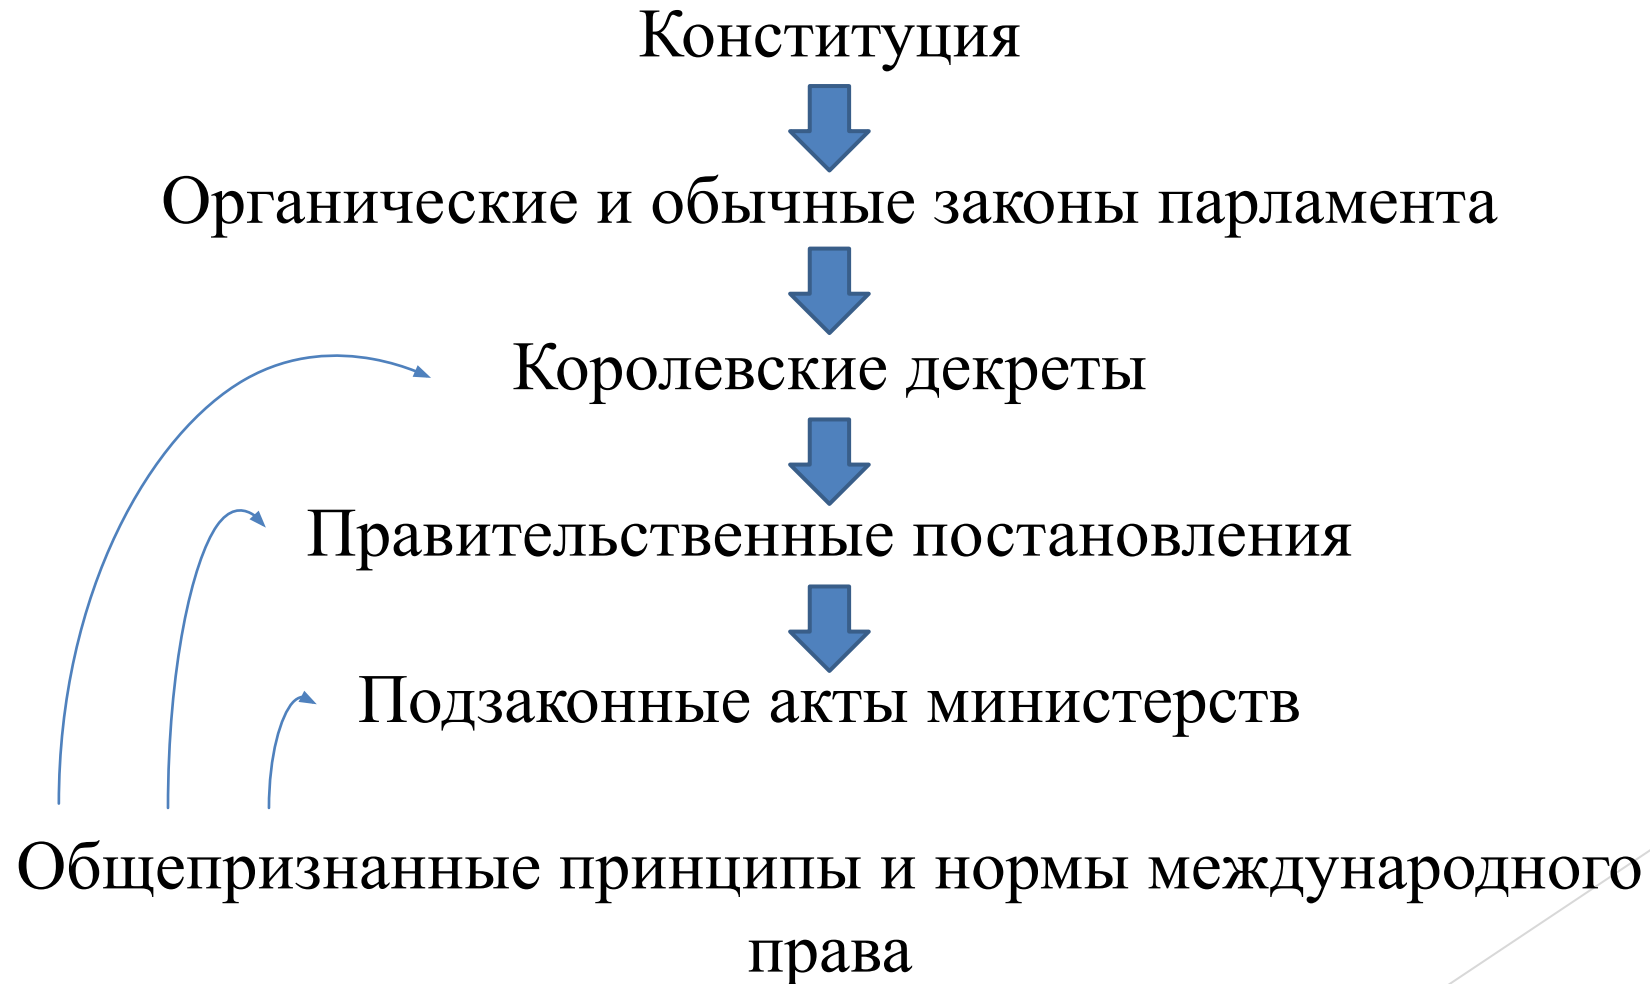 Конституция
Органические и обычные законы парламента
Королевские декреты
Правительственные постановления
Подзаконные акты министерств
Общепризнанные принципы и нормы международного
права